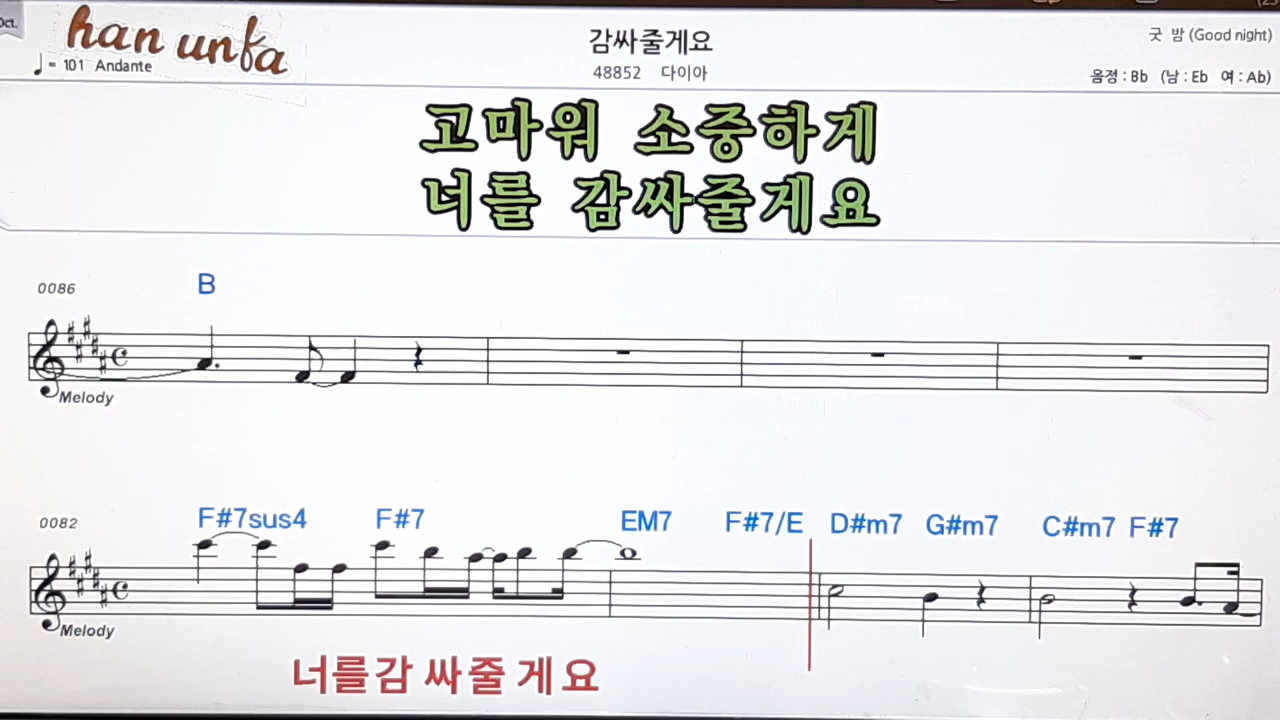 Oct.
han unfa
♩= 101 Andante
감싸줄게요
48852 다이아
굿 밤 (Good night)
음정 : Bb (남 : Eb 여 : Ab)
고마워 소중하게
너를 감싸줄게요
0086
B
Melody
0082
F#7sus4 F#7 EM7 F#7/E D#m7 G#m7 C#m7 F#7
Melody
너를감 싸 줄 게 요